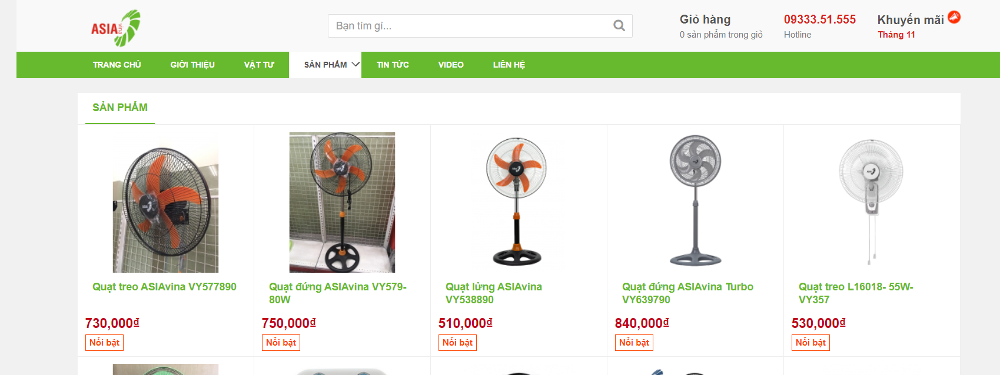 ASIA vina
Bạn tìm gì...
Giỏ hàng
0 sản phẩm trong giỏ
09333.51.555
Hotline
Khuyến mãi
Tháng 11
TRANG CHỦ
GIỚI THIỆU
VẬT TƯ
SẢN PHẨM
TIN TỨC
VIDEO
LIÊN HỆ
SẢN PHẨM
Quạt treo ASIAvina VY577890
730,000₫
Nổi bật
Quạt đứng ASIAvina VY579-
80W
750,000₫
Nổi bật
Quạt lửng ASIAvina
VY538890
510,000₫
Nổi bật
Quạt đứng ASIAvina Turbo
VY639790
840,000₫
Nổi bật
Quạt treo L16018- 55W-
VY357
530,000₫
Nổi bật